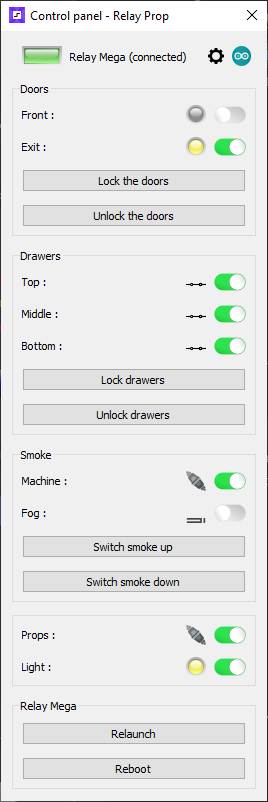 Control panel - Relay Prop
Relay Mega (connected)
Doors
Front :
Exit :
Lock the doors
Unlock the doors
Drawers
Top :
Middle :
Bottom :
Lock drawers
Unlock drawers
Smoke
Machine :
Fog :
Switch smoke up
Switch smoke down
Props :
Light :
Relay Mega
Relaunch
Reboot